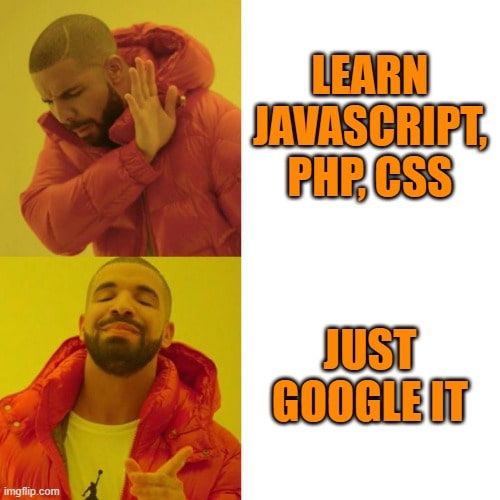 LEARN
JAVASCRIPT,
PHP, CSS
JUST
GOOGLE IT
imgflip.com